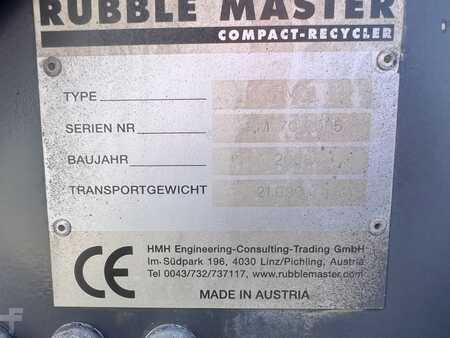 RUBBLE MASTER
COMPACT-RECYCLER
TYPE
SERIEN NR
BAUJAHR
TRANSPORTGEWICHT
HMH Engineering-Consulting-Trading GmbH
Im-Südpark 196, 4030 Linz/Pichling, Austria
Tel 0043/732/737117, www.rubblemaster.com
CE
MADE IN AUSTRIA